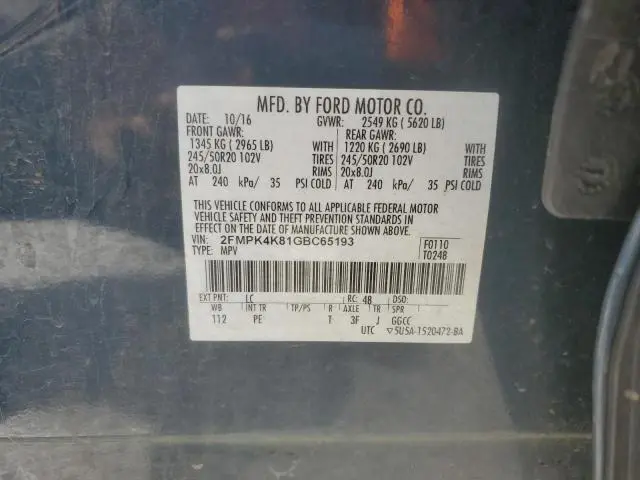 MFD. BY FORD MOTOR CO.
DATE: 10/16 GVWR: 2549 KG ( 5620 LB)
FRONT GAWR: REAR GAWR:
1345 KG ( 2965 LB) WITH 1220 KG ( 2690 LB) WITH
245/50R20 102V TIRES 245/50R20 102V TIRES
20x8.0J RIMS 20x8.0J RIMS
AT 240 kPa/ 35 PSI COLD AT 240 kPa/ 35 PSI COLD
THIS VEHICLE CONFORMS TO ALL APPLICABLE FEDERAL MOTOR
VEHICLE SAFETY AND THEFT PREVENTION STANDARDS IN
EFFECT ON THE DATE OF MANUFACTURE SHOWN ABOVE.
VIN: 2FMPK4K81GBC65193 F0110
TYPE: MPV T0248
EXT PNT: LC RC: 48 DSO:
WB INT TR TP/PS R AXLE TR SPR
112 PE T 3F J GGCC
UTC ▽5U5A-1520472-BA